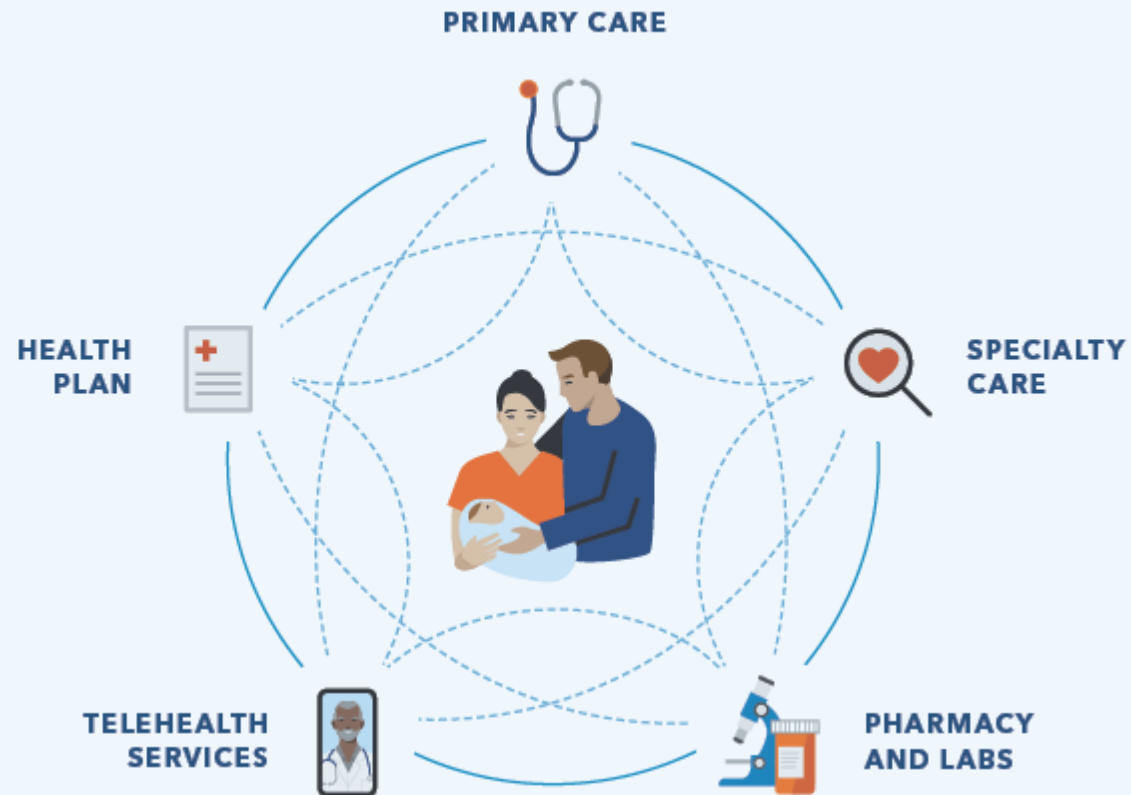 PRIMARY CARE
HEALTH
PLAN
SPECIALTY
CARE
TELEHEALTH
SERVICES
PHARMACY
AND LABS